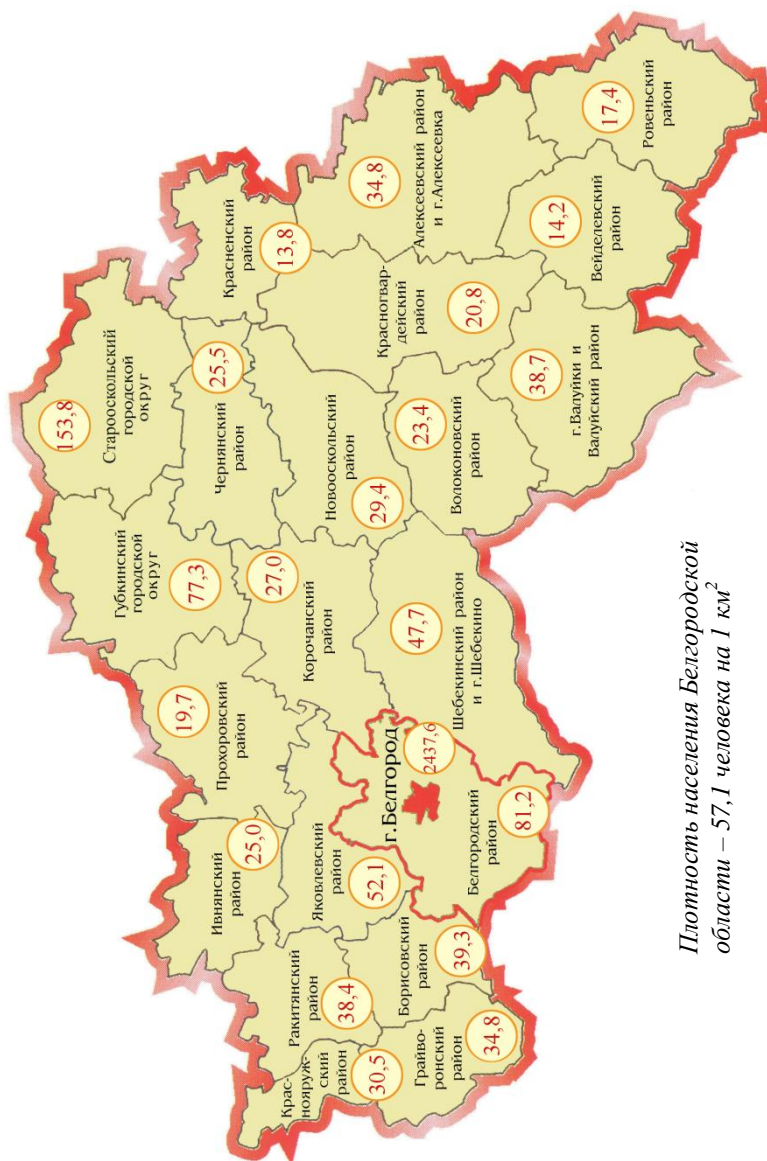 Крас-
нояруж-
ский
район
30,5
Грайво-
ронский
район
34,8
Ракитянский
район
38,4
Борисовский
район
39,3
Ивнянский
район
25,0
Яковлевский
район
52,1
г.Белгород
2437,6
Белгородский
район
81,2
Прохоровский
район
19,7
Губкинский
городской
округ
77,3
Корочанский
район
27,0
Шебекинский район
и г.Шебекино
47,7
Старооскольский
городской
округ
153,8
Чернянский
район
25,5
Новооскольский
район
29,4
Волоконовский
район
23,4
Красненский
район
13,8
Красногвар-
дейский
район
20,8
г.Валуйки и
Валуйский район
38,7
Алексеевский район
и г.Алексеевка
34,8
Вейделевский
район
14,2
Ровеньский
район
17,4
Плотность населения Белгородской
области – 57,1 человека на 1 км²